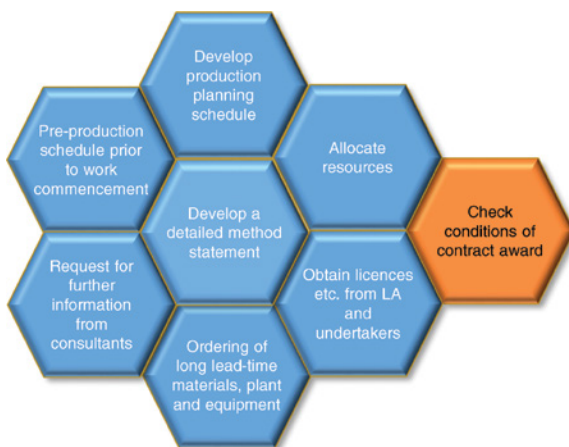 Develop
production
planning
schedule
Pre-production
schedule prior
to work
commencement
Allocate
resources
Develop a
detailed method
statement
Check
conditions of
contract award
Request for
further
information
from
consultants
Obtain licences
etc. from LA
and
undertakers
Ordering of
long lead-time
materials, plant
and equipment